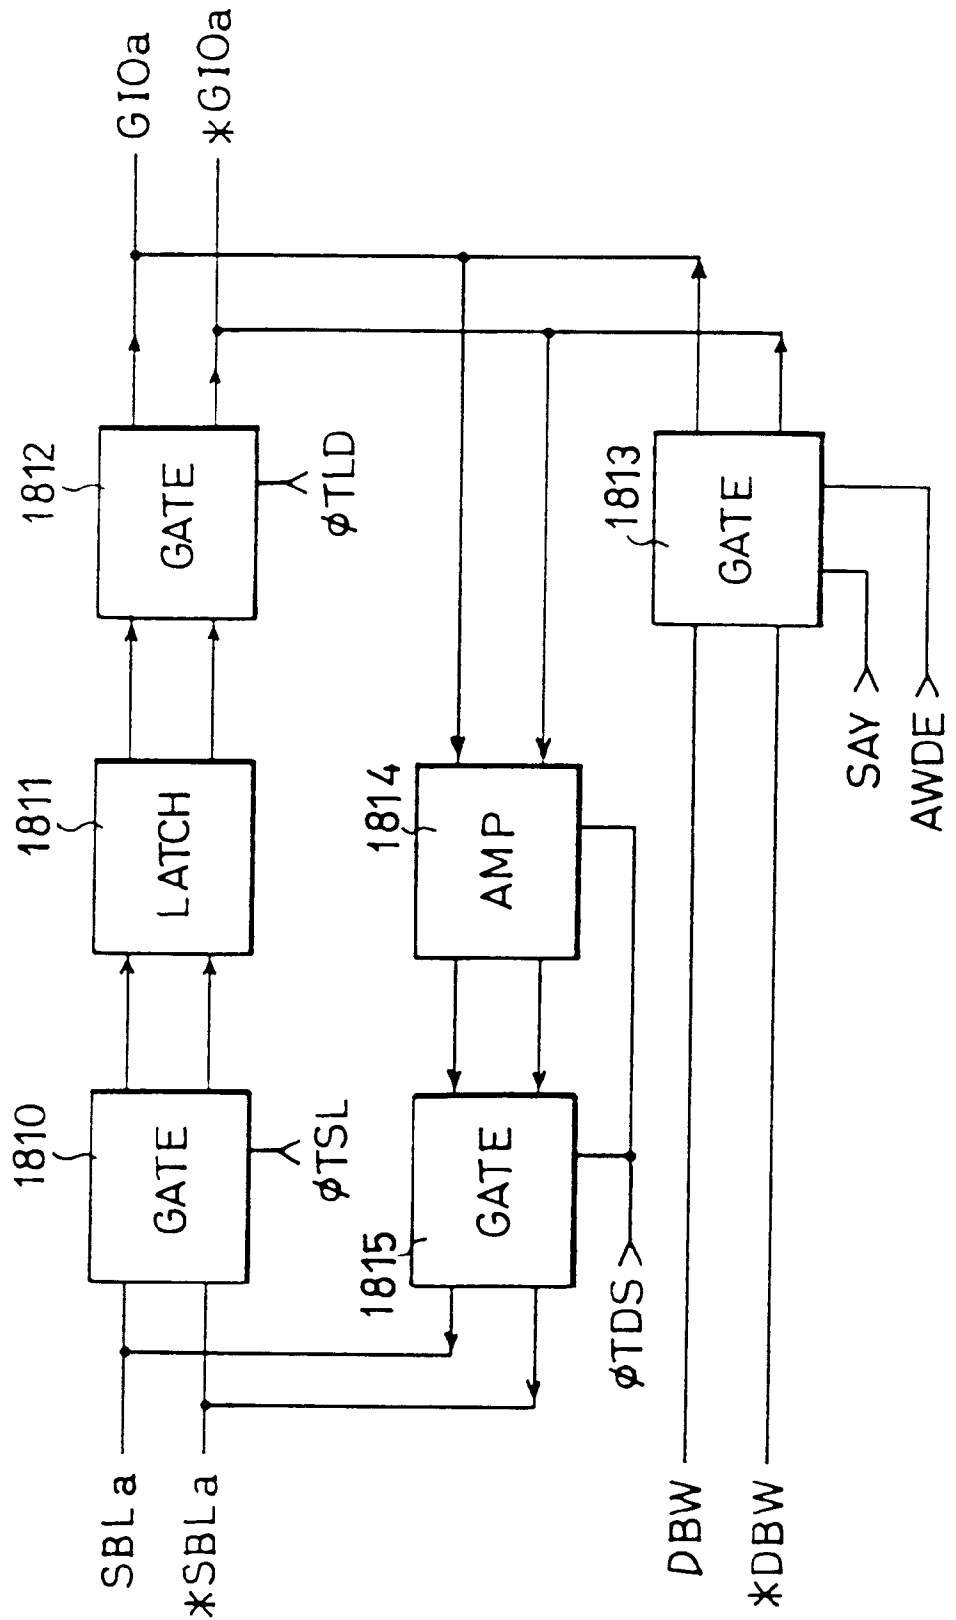 1810
1811
1812
GIOa
*GIOa
SBLa
*SBLa
GATE
LATCH
GATE
φTSL
φTLD
1815
1814
GATE
AMP
φTDS
1813
GATE
DBW
*DBW
SAY
AWDE